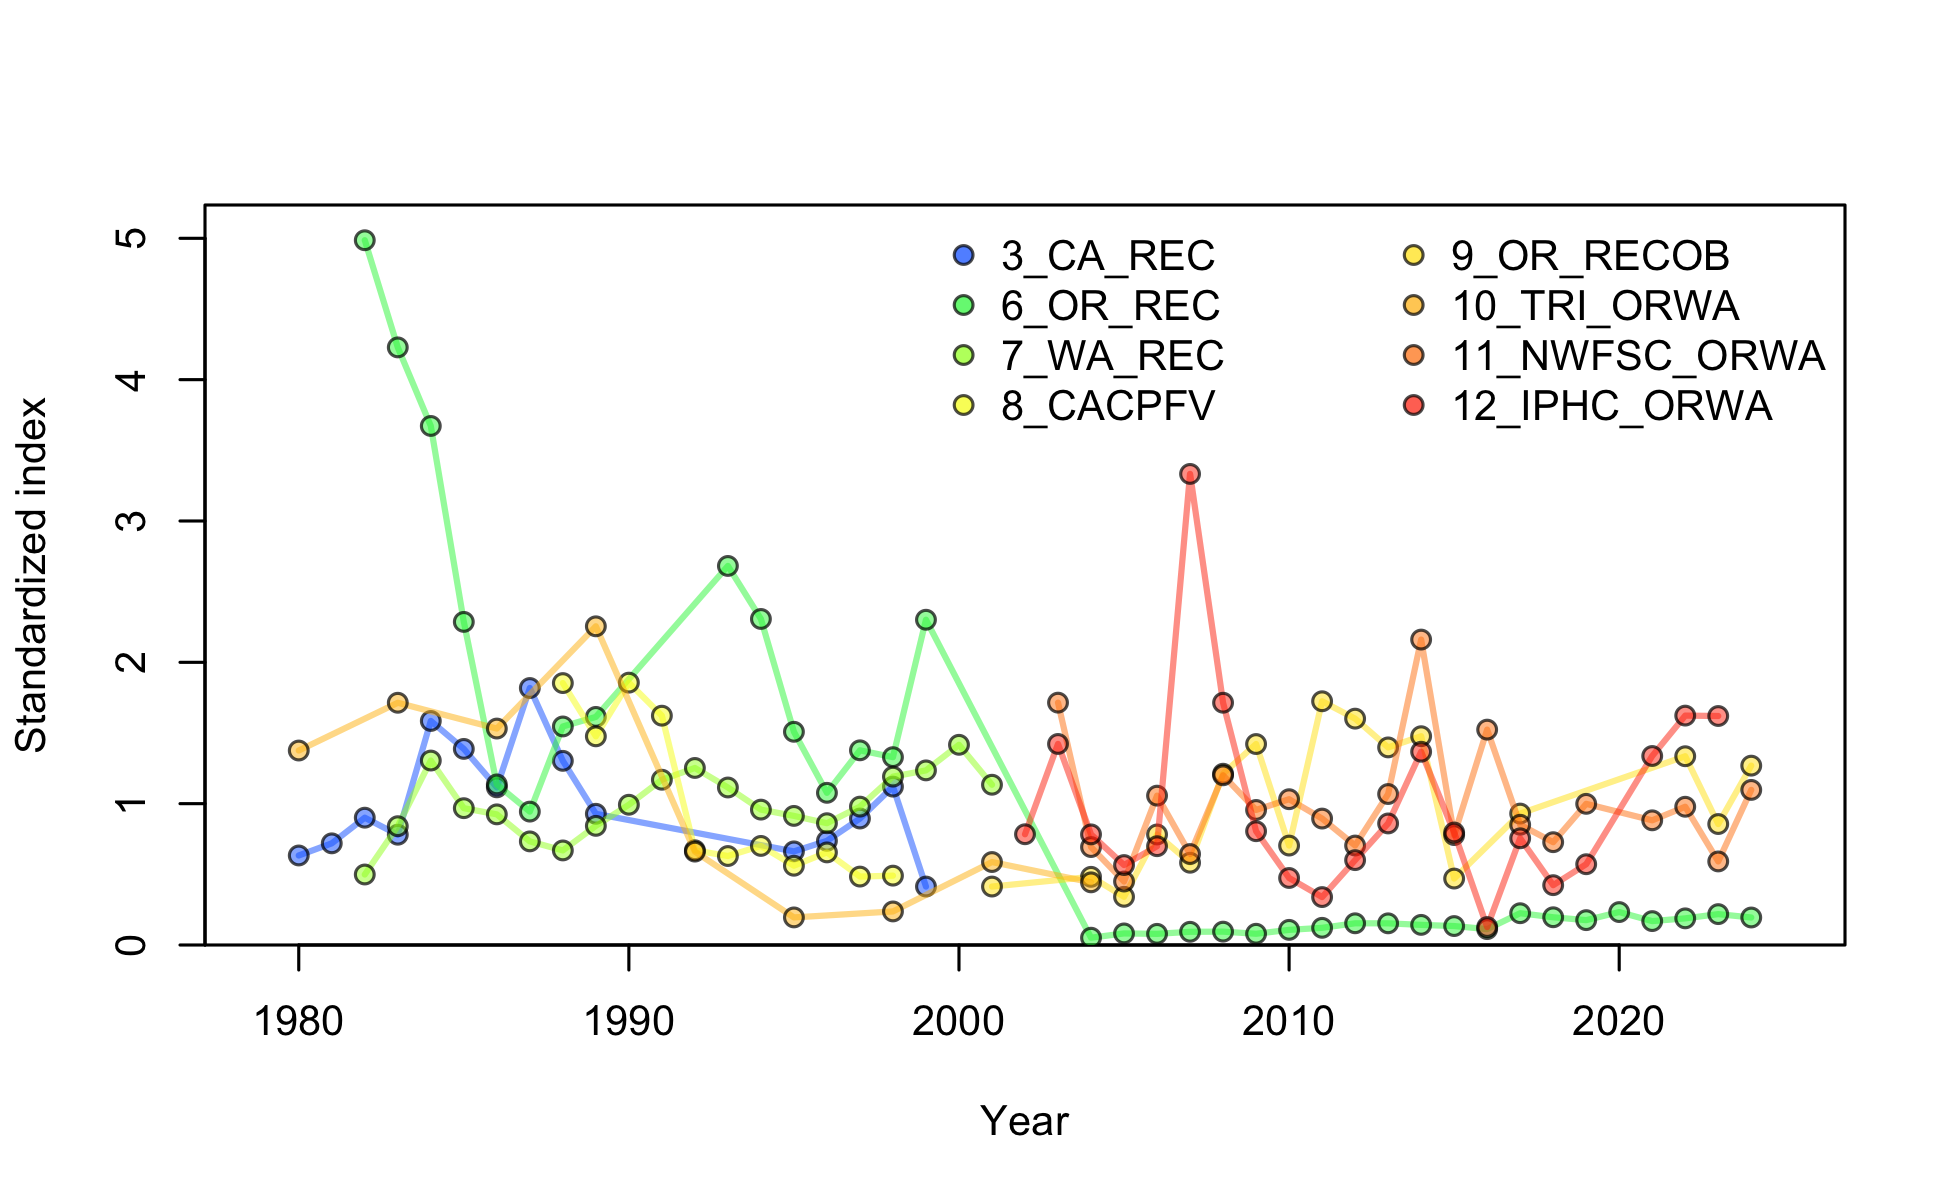 3_CA_REC
6_OR_REC
7_WA_REC
8_CACPFV
9_OR_RECOB
10_TRI_ORWA
11_NWFSC_ORWA
12_IPHC_ORWA
Standardized index
5
4
3
2
1
0
1980 1990 2000 2010 2020
Year